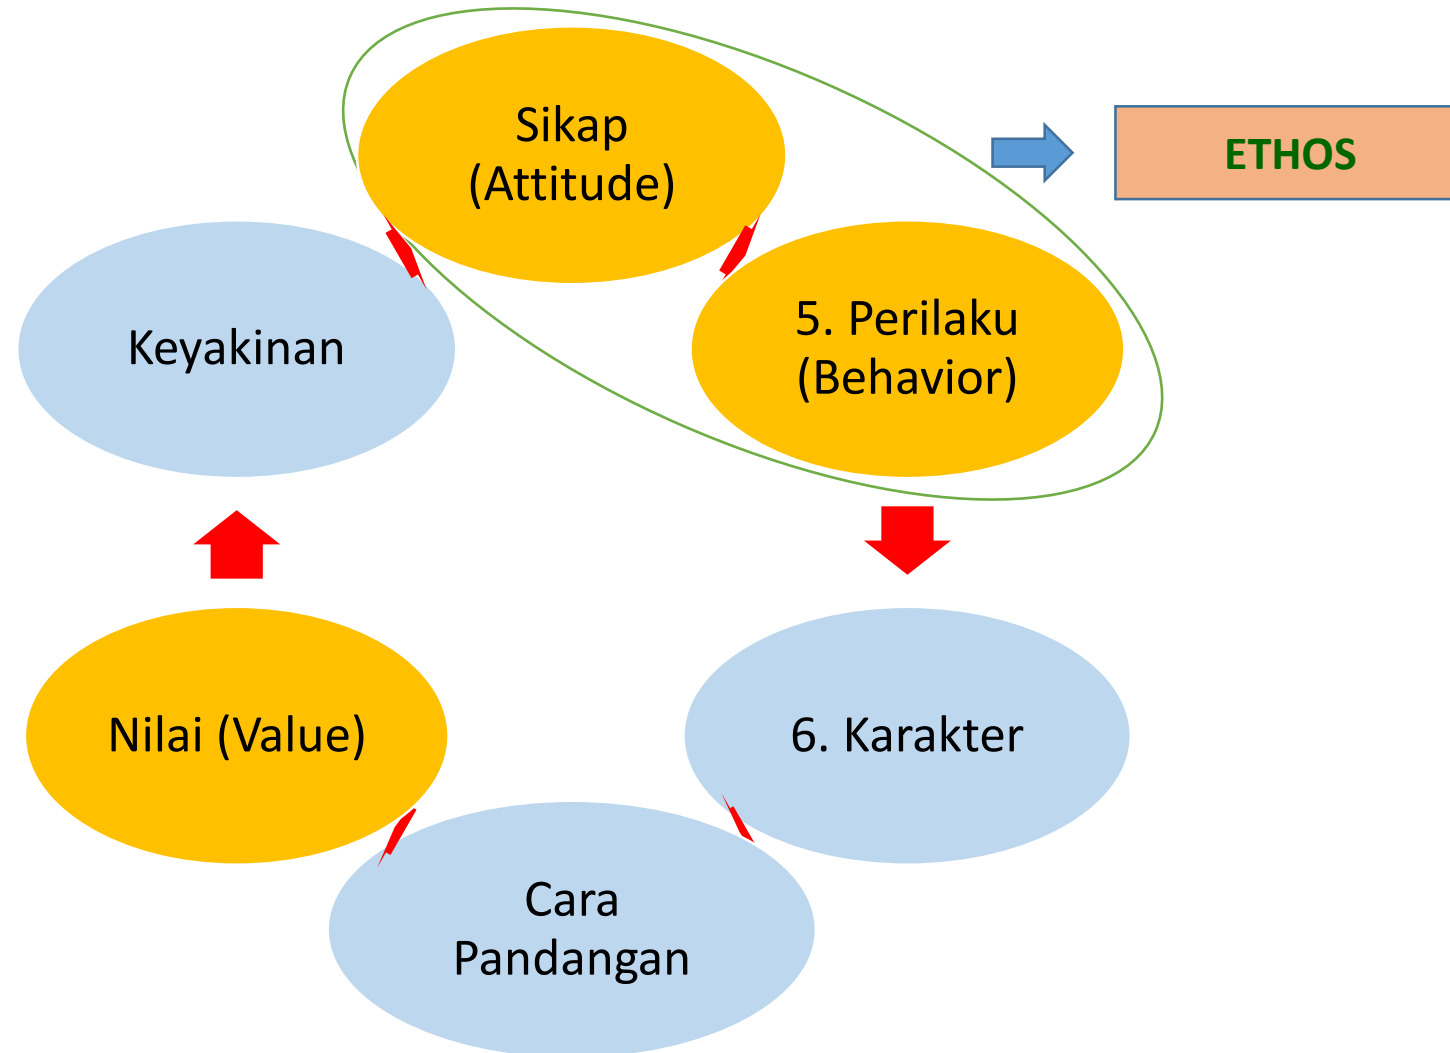 Sikap
(Attitude)
ETHOS
Keyakinan
5. Perilaku
(Behavior)
Nilai (Value)
6. Karakter
Cara
Pandangan